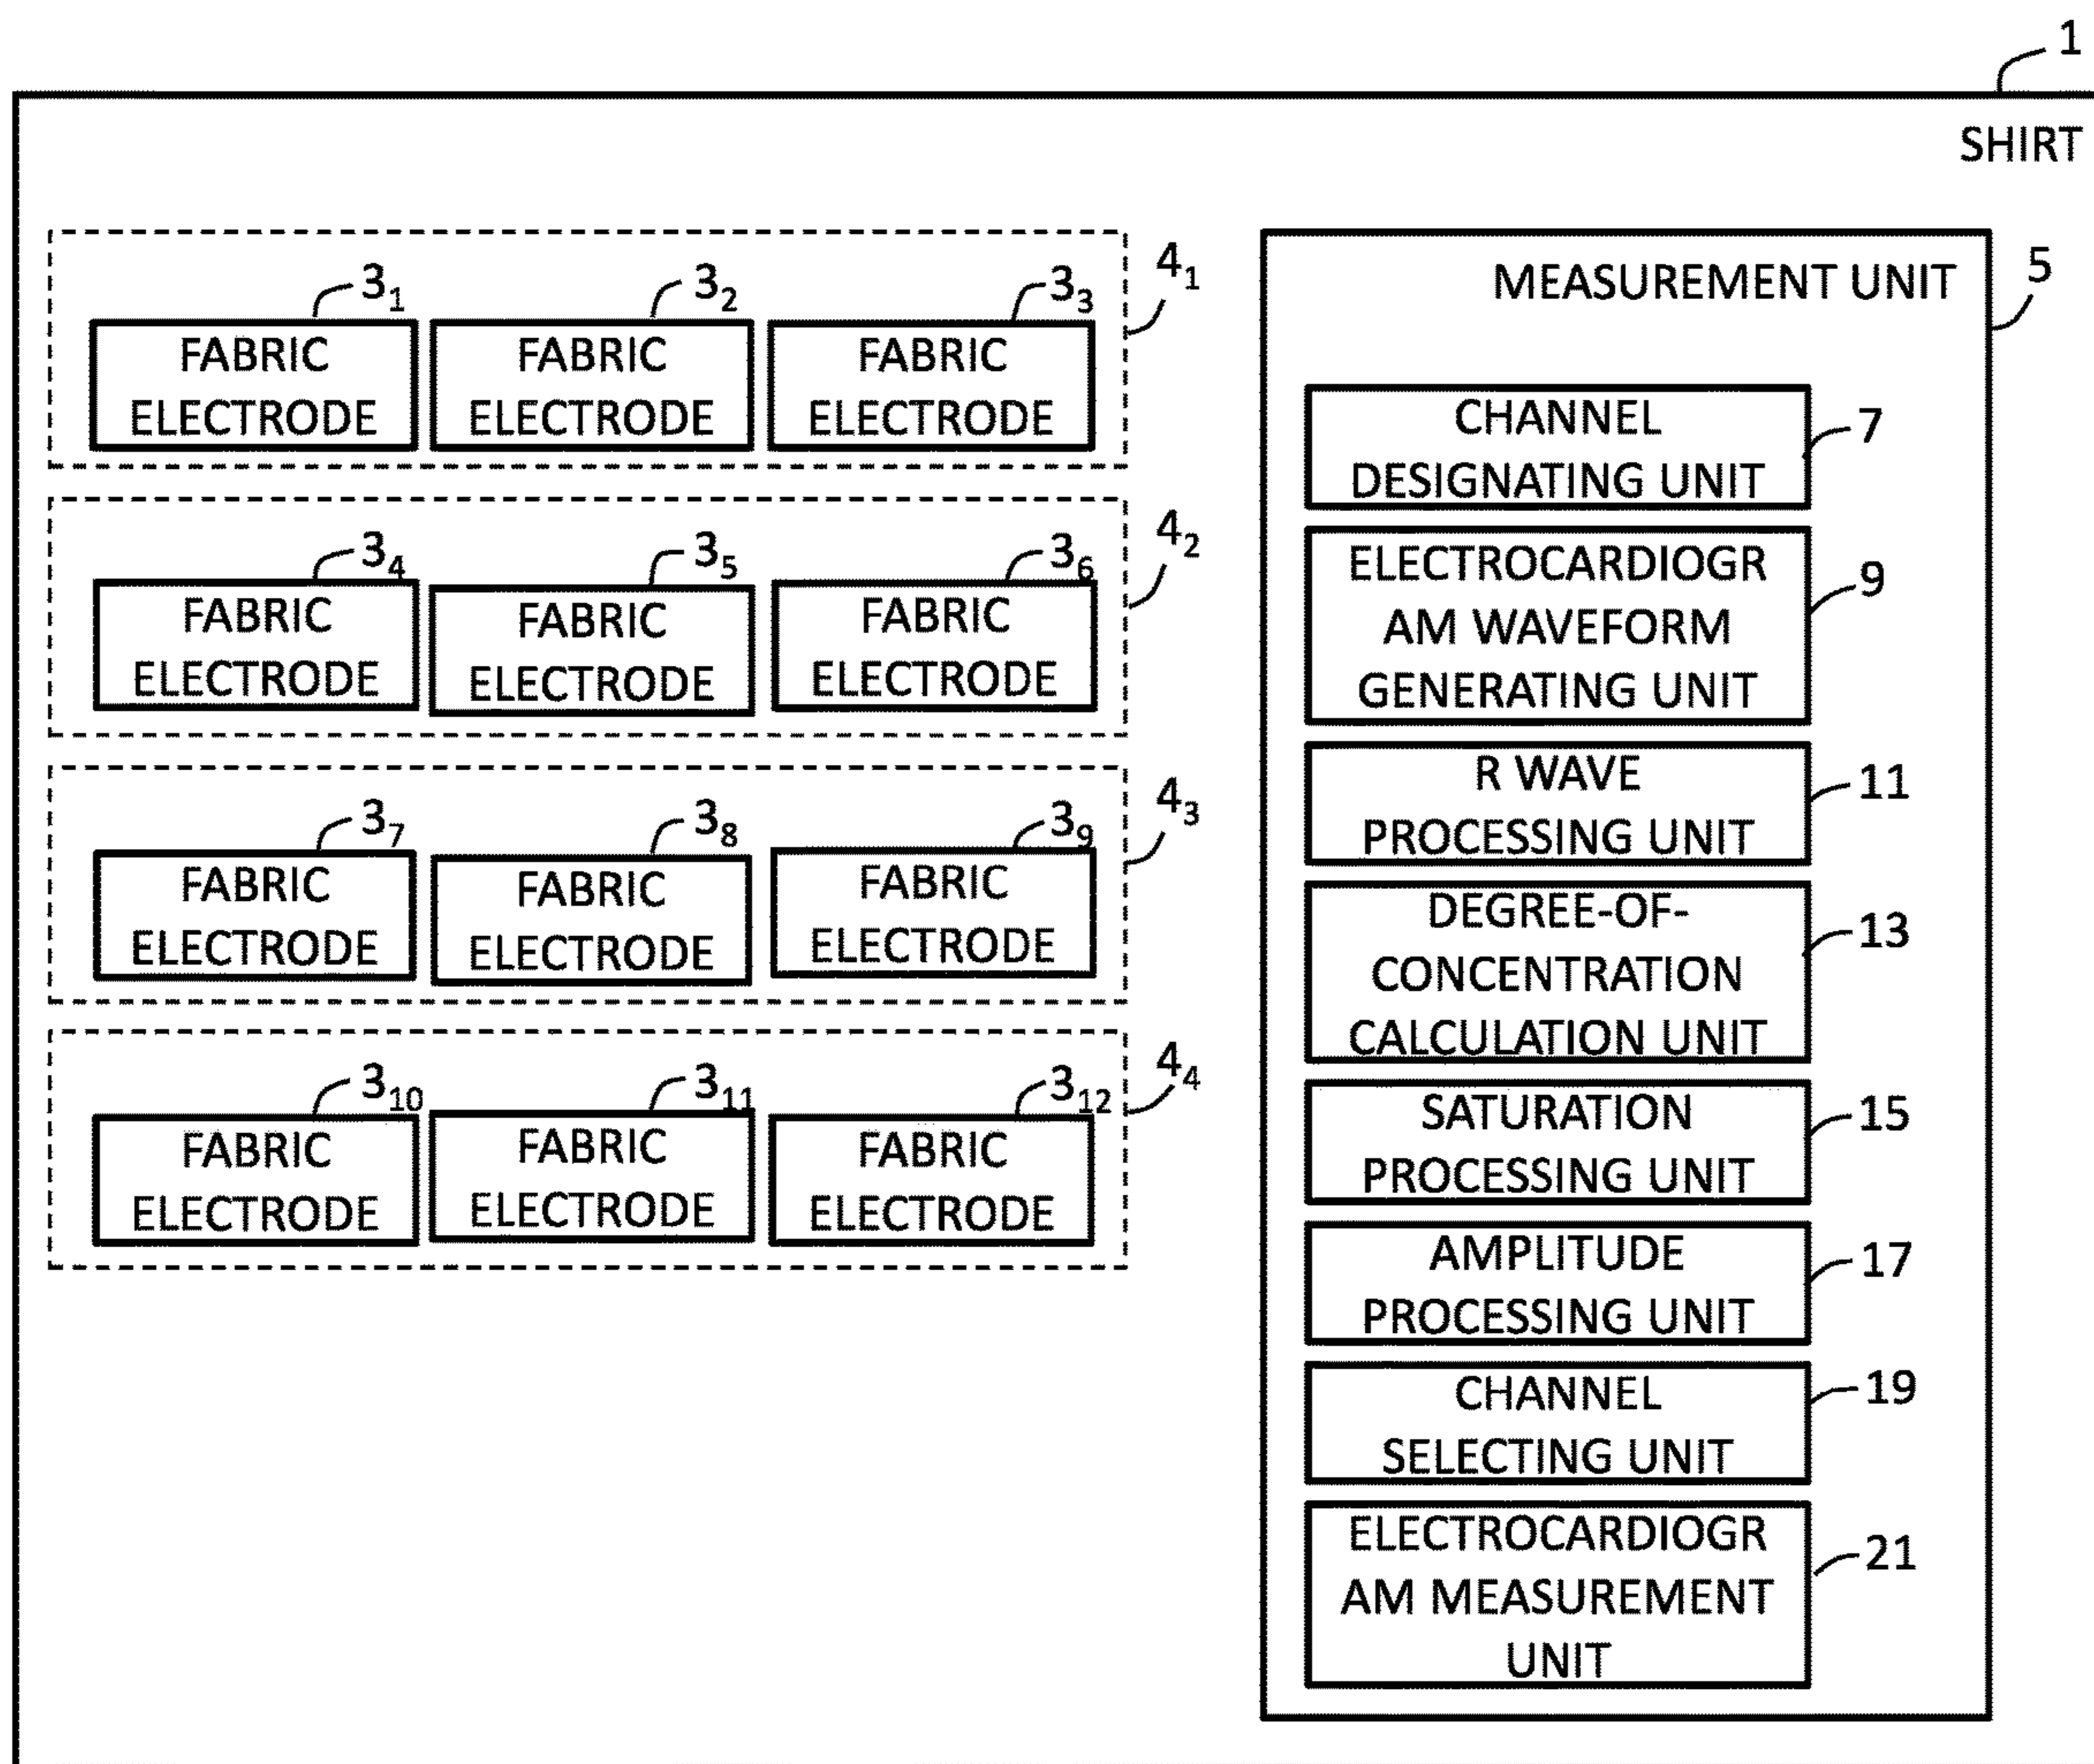 1
SHIRT
3₁ 3₂ 3₃ 4₁
FABRIC ELECTRODE
FABRIC ELECTRODE
FABRIC ELECTRODE
3₄ 3₅ 3₆ 4₂
FABRIC ELECTRODE
FABRIC ELECTRODE
FABRIC ELECTRODE
3₇ 3₈ 3₉ 4₃
FABRIC ELECTRODE
FABRIC ELECTRODE
FABRIC ELECTRODE
3₁₀ 3₁₁ 3₁₂ 4₄
FABRIC ELECTRODE
FABRIC ELECTRODE
FABRIC ELECTRODE
MEASUREMENT UNIT 5
CHANNEL
DESIGNATING UNIT
7
ELECTROCARDIOGR
AM WAVEFORM
GENERATING UNIT
9
R WAVE
PROCESSING UNIT
11
DEGREE-OF-
CONCENTRATION
CALCULATION UNIT
13
SATURATION
PROCESSING UNIT
15
AMPLITUDE
PROCESSING UNIT
17
CHANNEL
SELECTING UNIT
19
ELECTROCARDIOGR
AM MEASUREMENT
UNIT
21